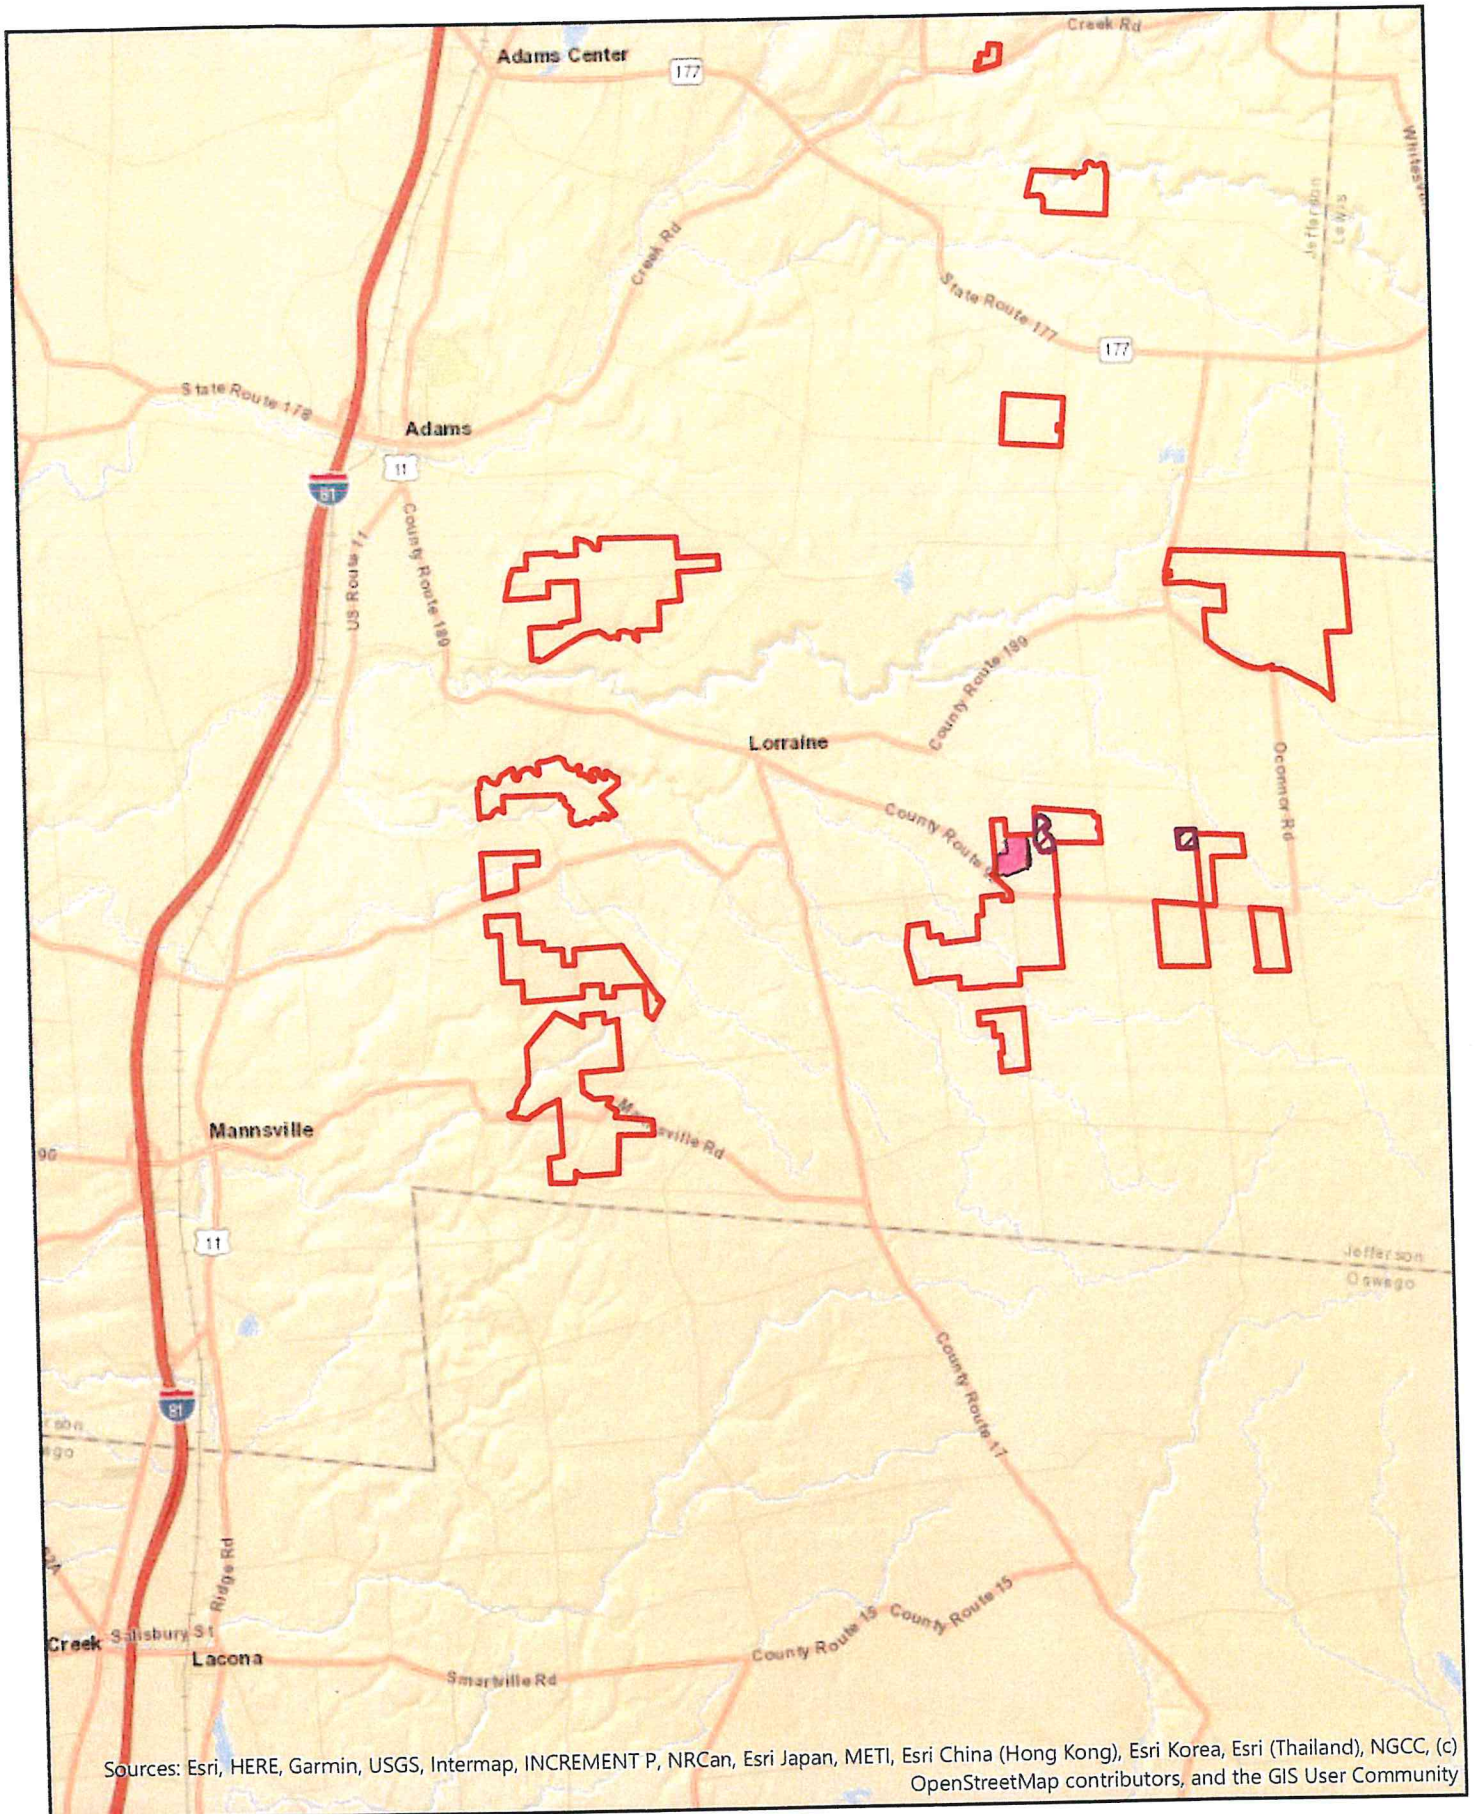 Creek Rd
Adams Center
177
Jefferson
Lewis
Creek Rd
State Route 177
177
State Route 178
Adams
11
81
County Route 189
US Route 11
County Route 189
Lorraine
Oconnor Rd
County Route
Mannsville
Rd
96
11
Jefferson
Oswego
County Route 17
81
Ridge Rd
County Route 15
County Route 15
Creek
Salisbury St
Lacona
Smartville Rd
Sources: Esri, HERE, Garmin, USGS, Intermap, INCREMENT P, NRCan, Esri Japan, METI, Esri China (Hong Kong), Esri Korea, Esri (Thailand), NGCC, (c)
OpenStreetMap contributors, and the GIS User Community